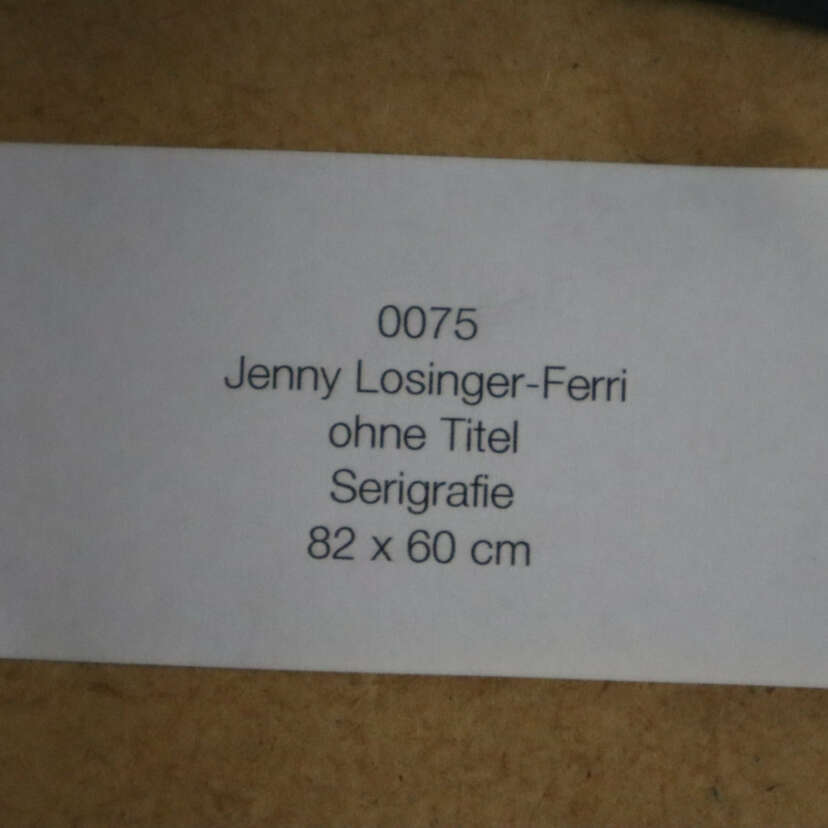 0075
Jenny Losinger-Ferri
ohne Titel
Serigrafie
82 x 60 cm